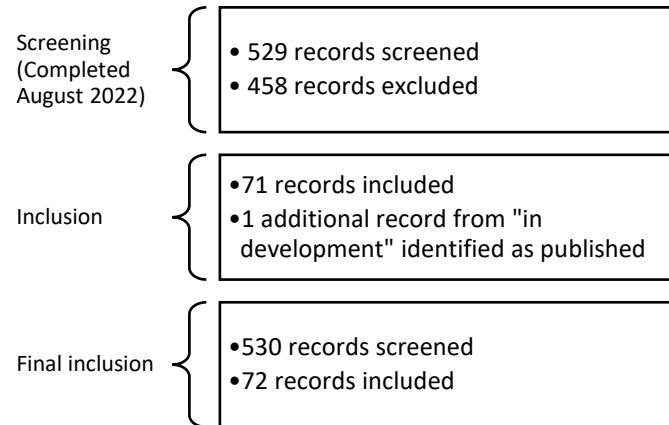 Screening
(Completed
August 2022)
• 529 records screened
• 458 records excluded
Inclusion
•71 records included
•1 additional record from "in
development" identified as published
Final inclusion
•530 records screened
•72 records included